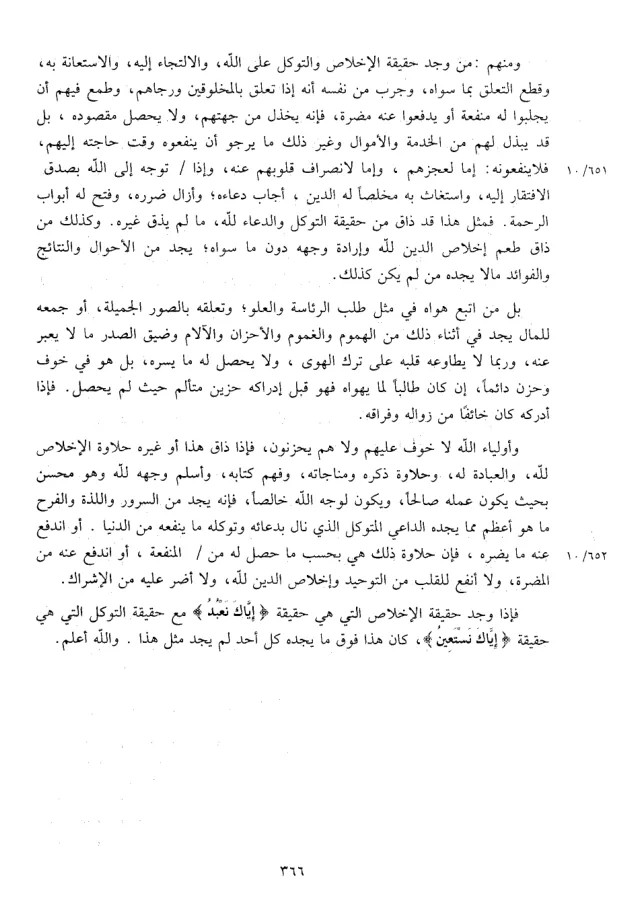 ومنهم : من وجد حقيقة الإخلاص والتوكل على الله، والالتجاء إليه، والاستعانة به،
وقطع التعلق بما سواه، وجرب من نفسه أنه إذا تعلق بالمخلوقين ورجاهم، وطمع فيهم أن
يجلبوا له منفعة أو يدفعوا عنه مضرة، فإنه يخذل من جهتهم، ولا يحصل مقصوده ، بل
قد يبذل لهم من الخدمة والأموال وغير ذلك ما يرجو أن ينفعوه وقت حاجته إليهم،
١٠/٦٥١ فلاينفعونه: إما لعجزهم ، وإما لانصراف قلوبهم عنه، وإذا / توجه إلى الله بصدق
الافتقار إليه، واستغاث به مخلصاً له الدين ، أجاب دعاءه؛ وأزال ضرره، وفتح له أبواب
الرحمة. فمثل هذا قد ذاق من حقيقة التوكل والدعاء لله، ما لم يذق غيره. وكذلك من
ذاق طعم إخلاص الدين لله وإرادة وجهه دون ما سواه؛ يجد من الأحوال والنتائج
والفوائد مالا يجده من لم يكن كذلك.
بل من اتبع هواه في مثل طلب الرئاسة والعلو؛ وتعلقه بالصور الجميلة، أو جمعه
للمال يجد في أثناء ذلك من الهموم والغموم والأحزان والآلام وضيق الصدر ما لا يعبر
عنه، وربما لا يطاوعه قلبه على ترك الهوى ، ولا يحصل له ما يسره، بل هو في خوف
وحزن دائماً، إن كان طالباً لما يهواه فهو قبل إدراكه حزين متألم حيث لم يحصل. فإذا
أدركه كان خائفًا من زواله وفراقه.
وأولياء الله لا خوف عليهم ولا هم يحزنون، فإذا ذاق هذا أو غيره حلاوة الإخلاص
لله، والعبادة له، وحلاوة ذكره ومناجاته، وفهم كتابه، وأسلم وجهه لله وهو محسن
بحيث يكون عمله صالحاً، ويكون لوجه الله خالصاً، فإنه يجد من السرور واللذة والفرح
ما هو أعظم مما يجده الداعي المتوكل الذي نال بدعائه وتوكله ما ينفعه من الدنيا . أو اندفع
١٠/٦٥٢ عنه ما يضره ، فإن حلاوة ذلك هي بحسب ما حصل له من / المنفعة ، أو اندفع عنه من
المضرة، ولا أنفع للقلب من التوحيد وإخلاص الدين لله، ولا أضر عليه من الإشراك.
فإذا وجد حقيقة الإخلاص التي هي حقيقة ﴿ إِيَّاكَ نَعْبُدُ ﴾ مع حقيقة التوكل التي هي
حقيقة ﴿ إِيَّاكَ نَسْتَعِينُ ﴾، كان هذا فوق ما يجده كل أحد لم يجد مثل هذا . والله أعلم.
٣٦٦